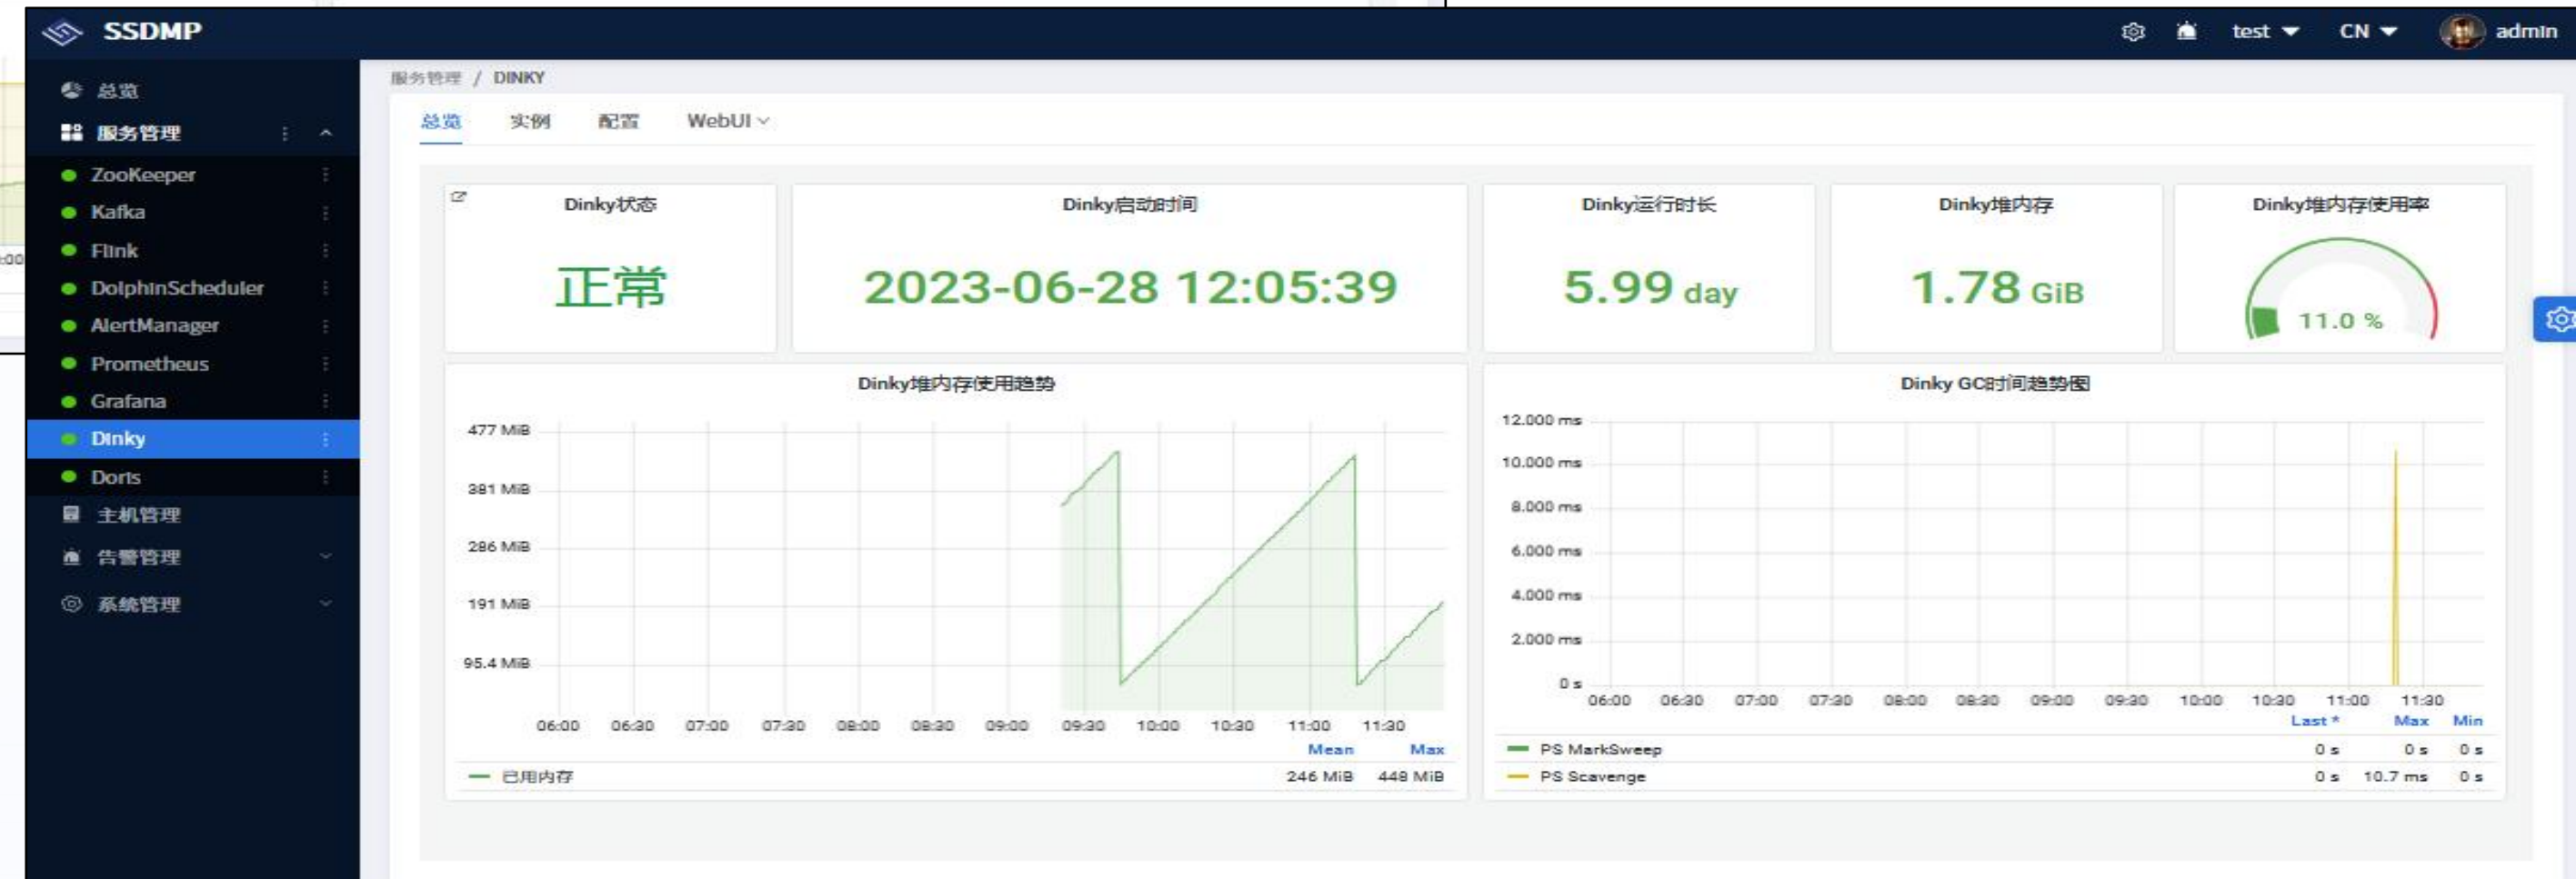 SSDMP
test
CN
admin
总览
服务管理
ZooKeeper
Kafka
Flink
DolphinScheduler
AlertManager
Prometheus
Grafana
Dinky
Doris
主机管理
告警管理
系统管理
:00
服务管理 / DINKY
总览 实例 配置 WebUI
Dinky状态
正常
Dinky启动时间
2023-06-28 12:05:39
Dinky运行时长
5.99 day
Dinky堆内存
1.78 GiB
Dinky堆内存使用率
11.0 %
Dinky堆内存使用趋势
477 MiB
381 MiB
286 MiB
191 MiB
95.4 MiB
06:00 06:30 07:00 07:30 08:00 08:30 09:00 09:30 10:00 10:30 11:00 11:30
Mean Max
已用内存 246 MiB 448 MiB
Dinky GC时间趋势图
12.000 ms
10.000 ms
8.000 ms
6.000 ms
4.000 ms
2.000 ms
0 s
06:00 06:30 07:00 07:30 08:00 08:30 09:00 09:30 10:00 10:30 11:00 11:30
Last * Max Min
PS MarkSweep 0 s 0 s 0 s
PS Scavenge 0 s 10.7 ms 0 s